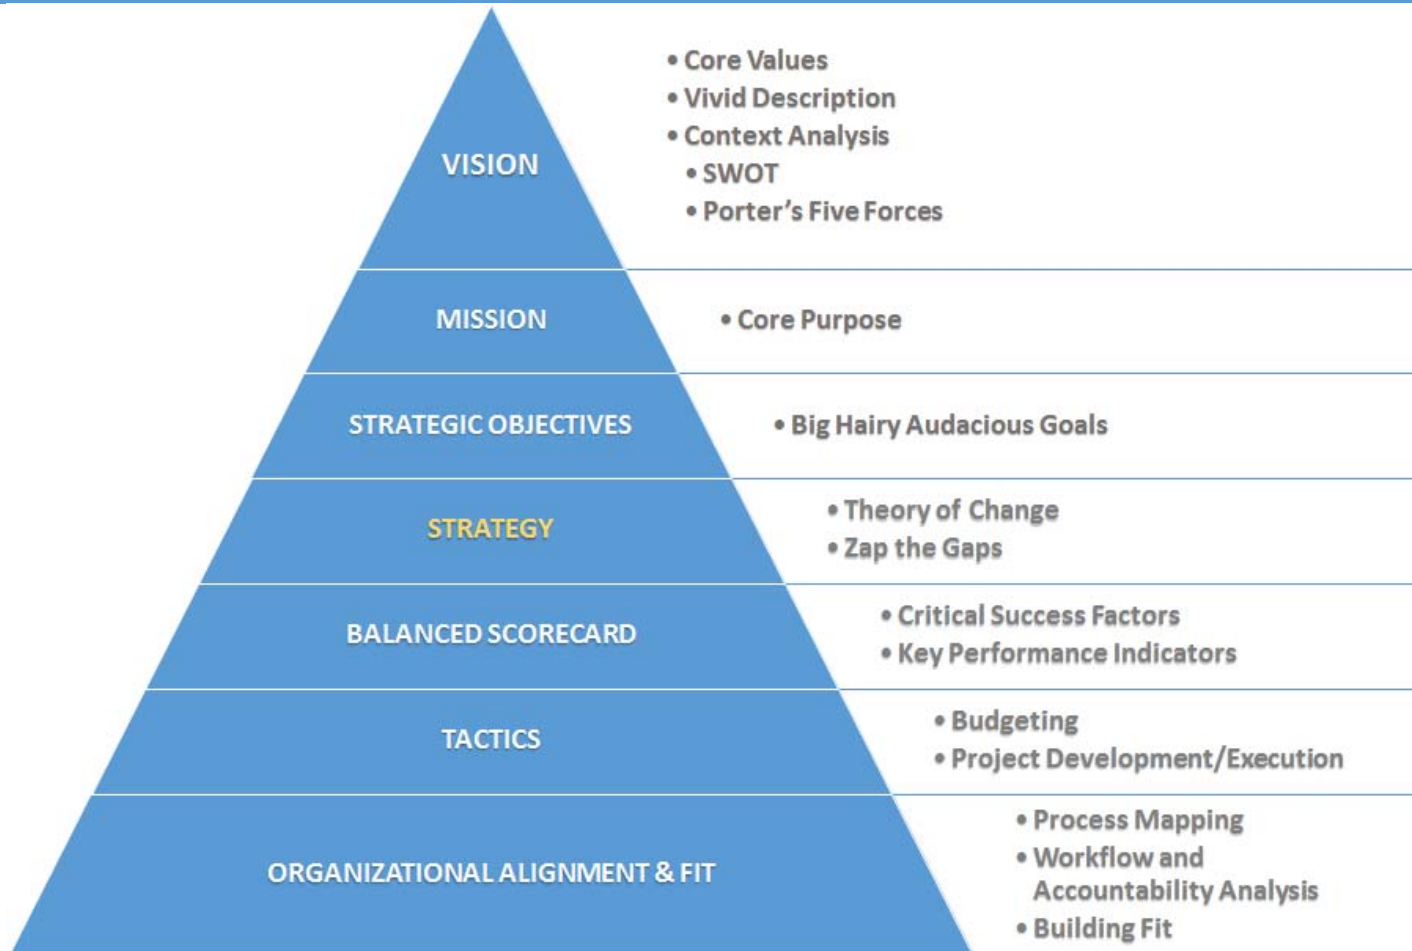 VISION
• Core Values
• Vivid Description
• Context Analysis
• SWOT
• Porter's Five Forces
MISSION
• Core Purpose
STRATEGIC OBJECTIVES
• Big Hairy Audacious Goals
STRATEGY
• Theory of Change
• Zap the Gaps
BALANCED SCORECARD
• Critical Success Factors
• Key Performance Indicators
TACTICS
• Budgeting
• Project Development/Execution
ORGANIZATIONAL ALIGNMENT & FIT
• Process Mapping
• Workflow and
Accountability Analysis
• Building Fit